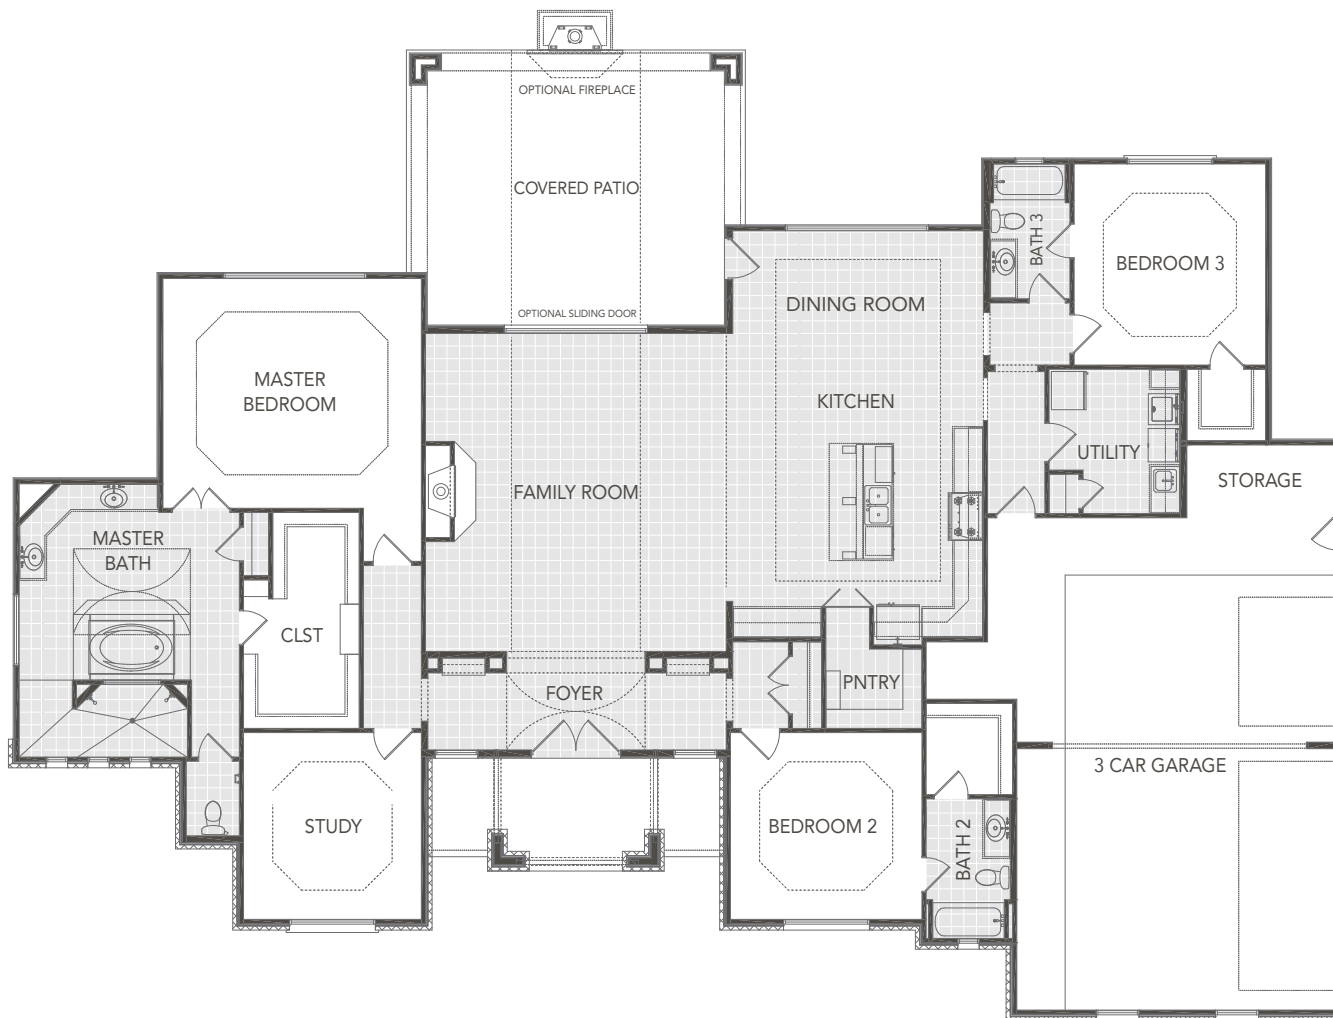 OPTIONAL FIREPLACE
COVERED PATIO
BATH 3
BEDROOM 3
DINING ROOM
OPTIONAL SLIDING DOOR
MASTER
BEDROOM
KITCHEN
UTILITY
STORAGE
FAMILY ROOM
MASTER
BATH
CLST
FOYER
PNTRY
3 CAR GARAGE
STUDY
BEDROOM 2
BATH 2